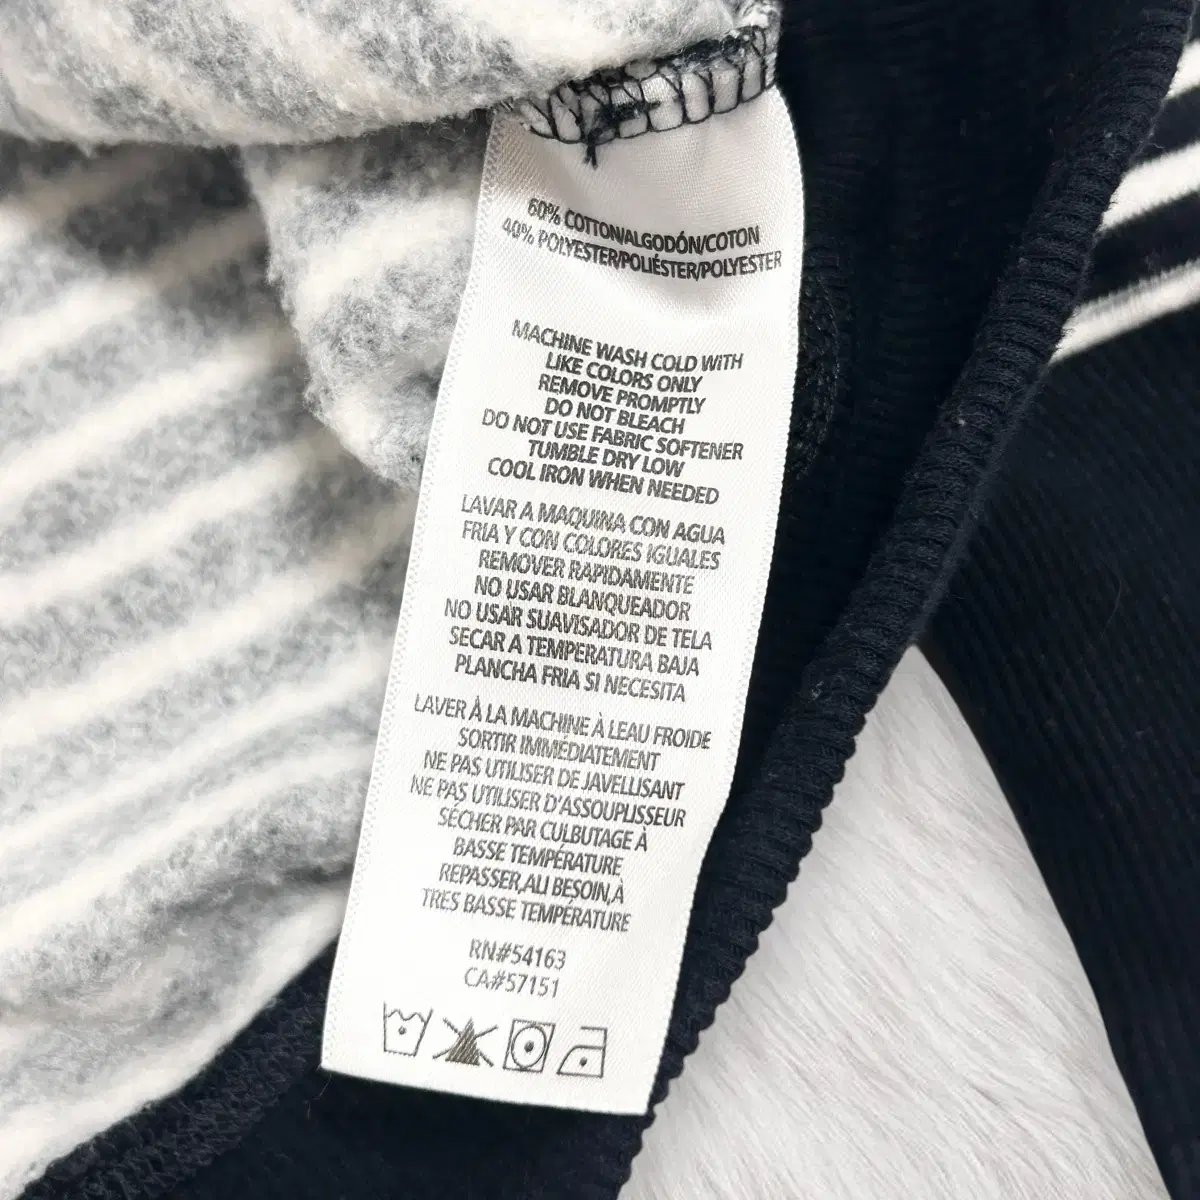 60% COTTON/ALGODÓN/COTON
40% POLYESTER/POLIÉSTER/POLYESTER
MACHINE WASH COLD WITH
LIKE COLORS ONLY
REMOVE PROMPTLY
DO NOT BLEACH
DO NOT USE FABRIC SOFTENER
TUMBLE DRY LOW
COOL IRON WHEN NEEDED
LAVAR A MAQUINA CON AGUA
FRIA Y CON COLORES IGUALES
REMOVER RAPIDAMENTE
NO USAR BLANQUEADOR
NO USAR SUAVISADOR DE TELA
SECAR A TEMPERATURA BAJA
PLANCHA FRIA SI NECESITA
LAVER À LA MACHINE À LEAU FROIDE
SORTIR IMMÉDIATEMENT
NE PAS UTILISER DE JAVELLISANT
NE PAS UTILISER D'ASSOUPLISSEUR
SÉCHER PAR CULBUTAGE À
BASSE TEMPÉRATURE
REPASSER,ALI BESOIN,À
TRES BASSE TEMPÉRATURE
RN#54163
CA#57151